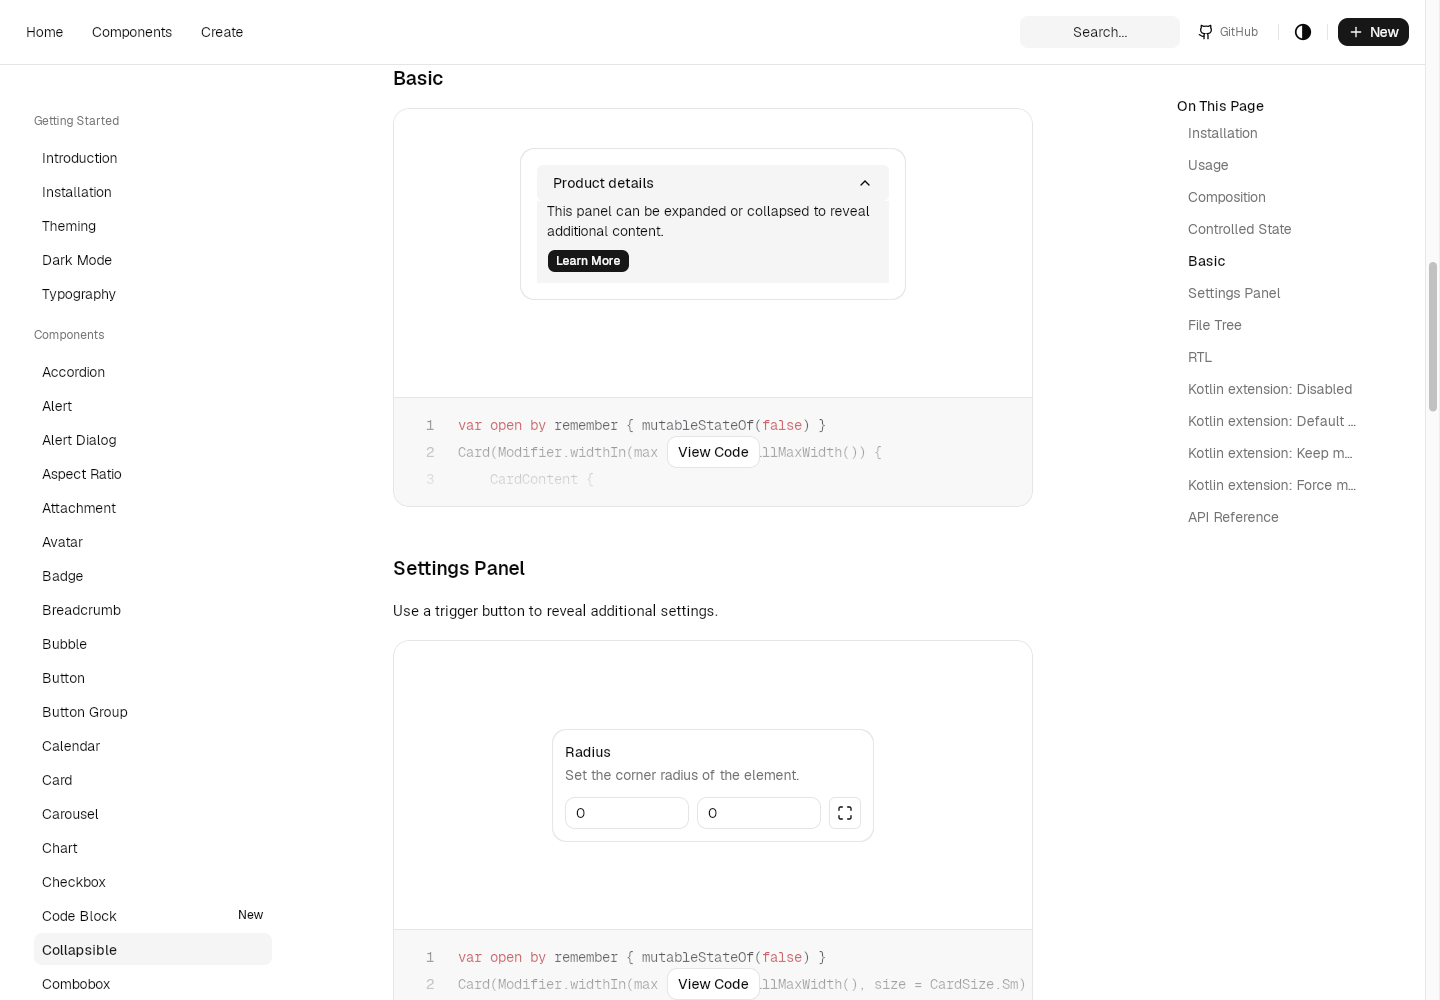 Home
Components
Create
Search...
GitHub
New
Getting Started
Introduction
Installation
Theming
Dark Mode
Typography
Components
Accordion
Alert
Alert Dialog
Aspect Ratio
Attachment
Avatar
Badge
Breadcrumb
Bubble
Button
Button Group
Calendar
Card
Carousel
Chart
Checkbox
Code Block
New
Collapsible
Combobox
Basic
Product details
This panel can be expanded or collapsed to reveal
additional content.
Learn More
1 var open by remember { mutableStateOf(false) }
2 Card(Modifier.widthIn(max View Code llMaxWidth()) {
3 CardContent {
Settings Panel
Use a trigger button to reveal additional settings.
Radius
Set the corner radius of the element.
0
0
1 var open by remember { mutableStateOf(false) }
2 Card(Modifier.widthIn(max View Code llMaxWidth(), size = CardSize.Sm)
On This Page
Installation
Usage
Composition
Controlled State
Basic
Settings Panel
File Tree
RTL
Kotlin extension: Disabled
Kotlin extension: Default ...
Kotlin extension: Keep m...
Kotlin extension: Force m...
API Reference